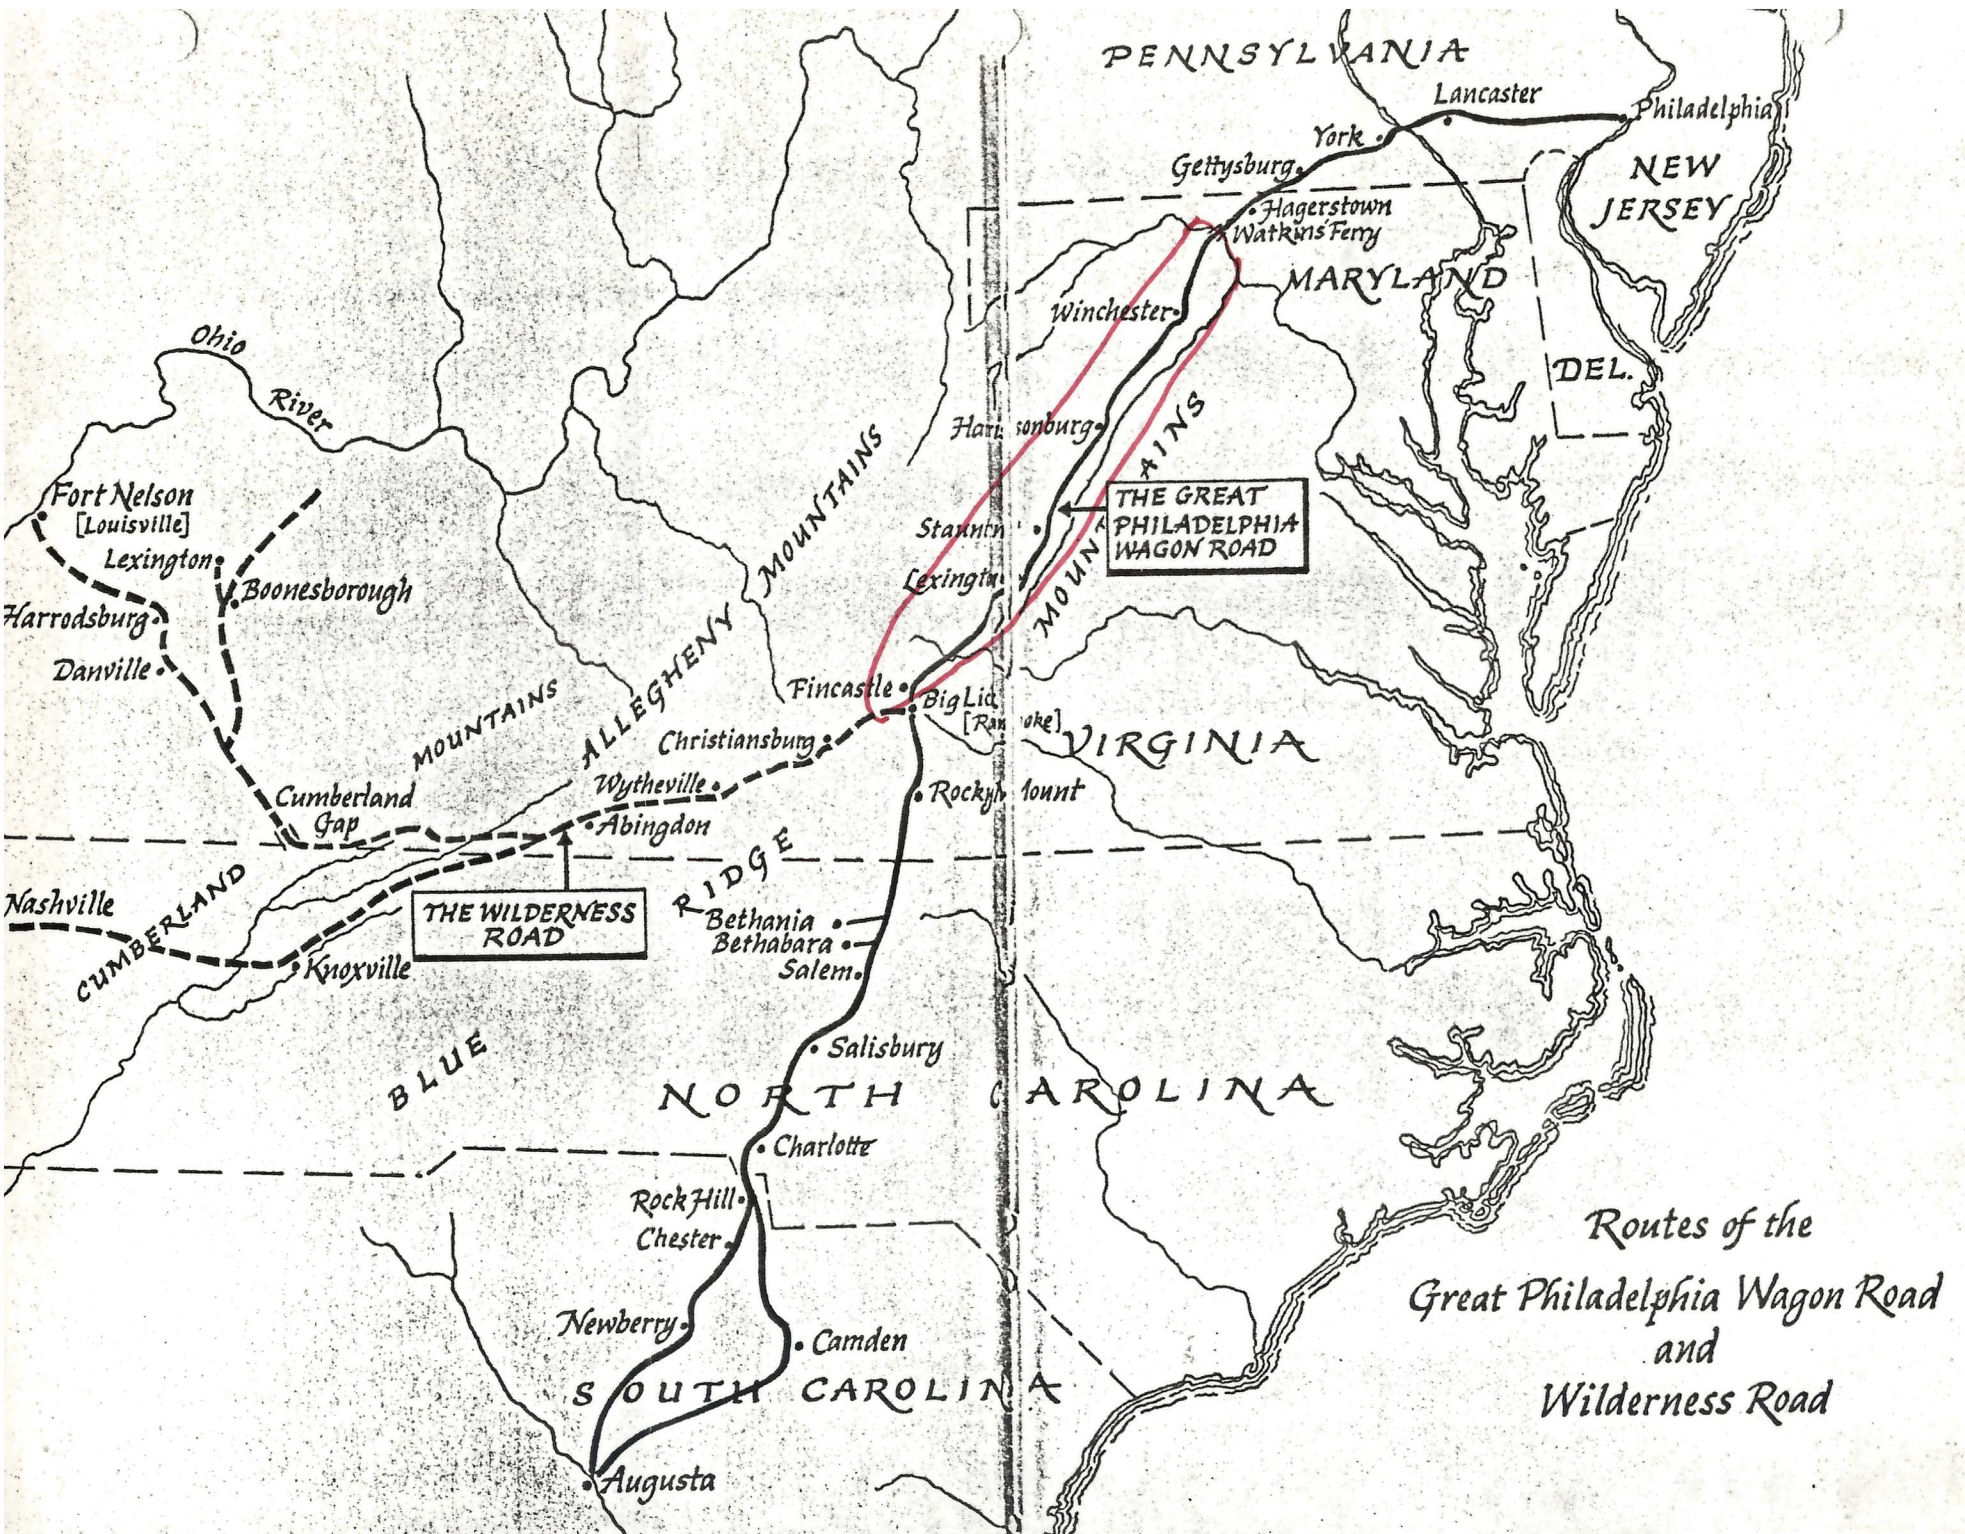 PENNSYLVANIA
Lancaster
Philadelphia
York
Gettysburg
NEW
JERSEY
Hagerstown
Watkins Ferry
MARYLAND
Winchester
Ohio
River
DEL.
Harrisonburg
MOUNTAINS
THE GREAT
PHILADELPHIA
WAGON ROAD
Fort Nelson
[Louisville]
Lexington
Boonesborough
Harrodsburg
Danville
ALLEGHENY MOUNTAINS
MOUNTAINS
Fincastle
Big Lic
Christiansburg
VIRGINIA
Wytheville
Rocky Mount
Cumberland
Gap
Abingdon
CUMBERLAND
Nashville
THE WILDERNESS
ROAD
RIDGE
Bethania
Bethabara
Salem
Knoxville
BLUE
Salisbury
NORTH CAROLINA
Charlotte
Rock Hill
Chester
Newberry
Camden
SOUTH CAROLINA
Augusta
Routes of the
Great Philadelphia Wagon Road
and
Wilderness Road